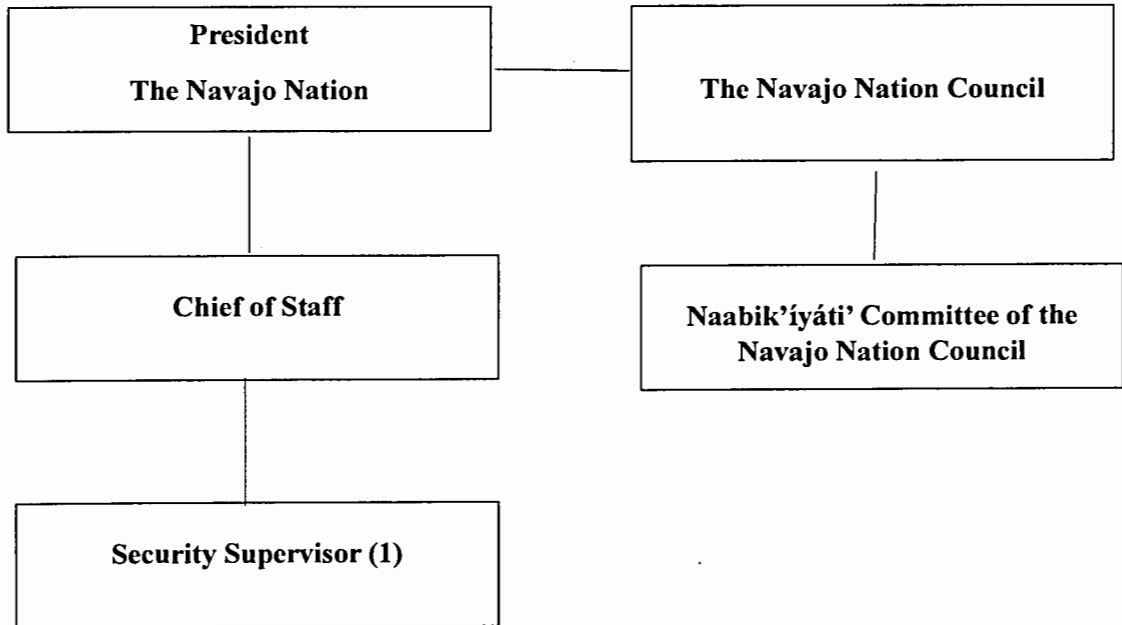 President
The Navajo Nation
The Navajo Nation Council
Chief of Staff
Naabik’íyáti’ Committee of the
Navajo Nation Council
Security Supervisor (1)